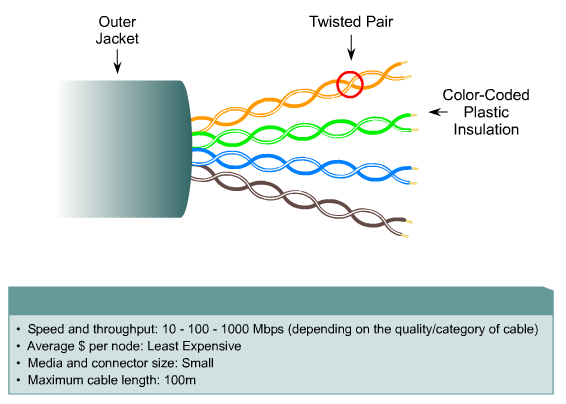 Outer
Jacket
Twisted Pair
Color-Coded
Plastic
Insulation
• Speed and throughput: 10 - 100 - 1000 Mbps (depending on the quality/category of cable)
• Average $ per node: Least Expensive
• Media and connector size: Small
• Maximum cable length: 100m